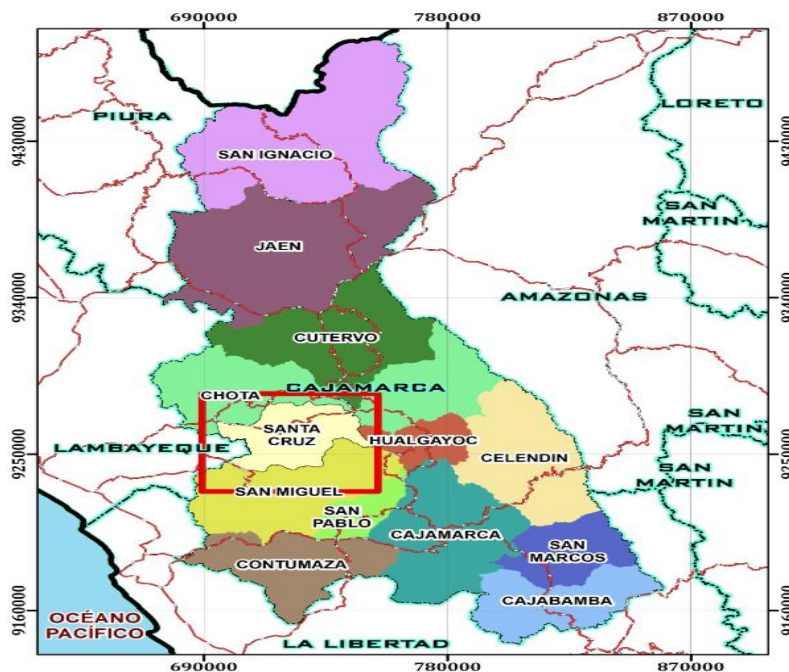 690000 780000 870000
PIURA
LORETO
9430000
SAN IGNACIO
9430000
SAN
MARTIN
JAEN
9340000
AMAZONAS
9340000
CUTERVO
CAJAMARCA
CHOTA
SANTA
CRUZ
HUALGAYOC
SAN
MARTIN
LAMBAYEQUE
9250000
CELENDIN
9250000
SAN
MARTIN
SAN MIGUEL
SAN
PABLO
CAJAMARCA
SAN
MARCOS
CONTUMAZA
CAJABAMBA
9160000
9160000
OCÉANO
PACÍFICO
LA LIBERTAD
690000 780000 870000